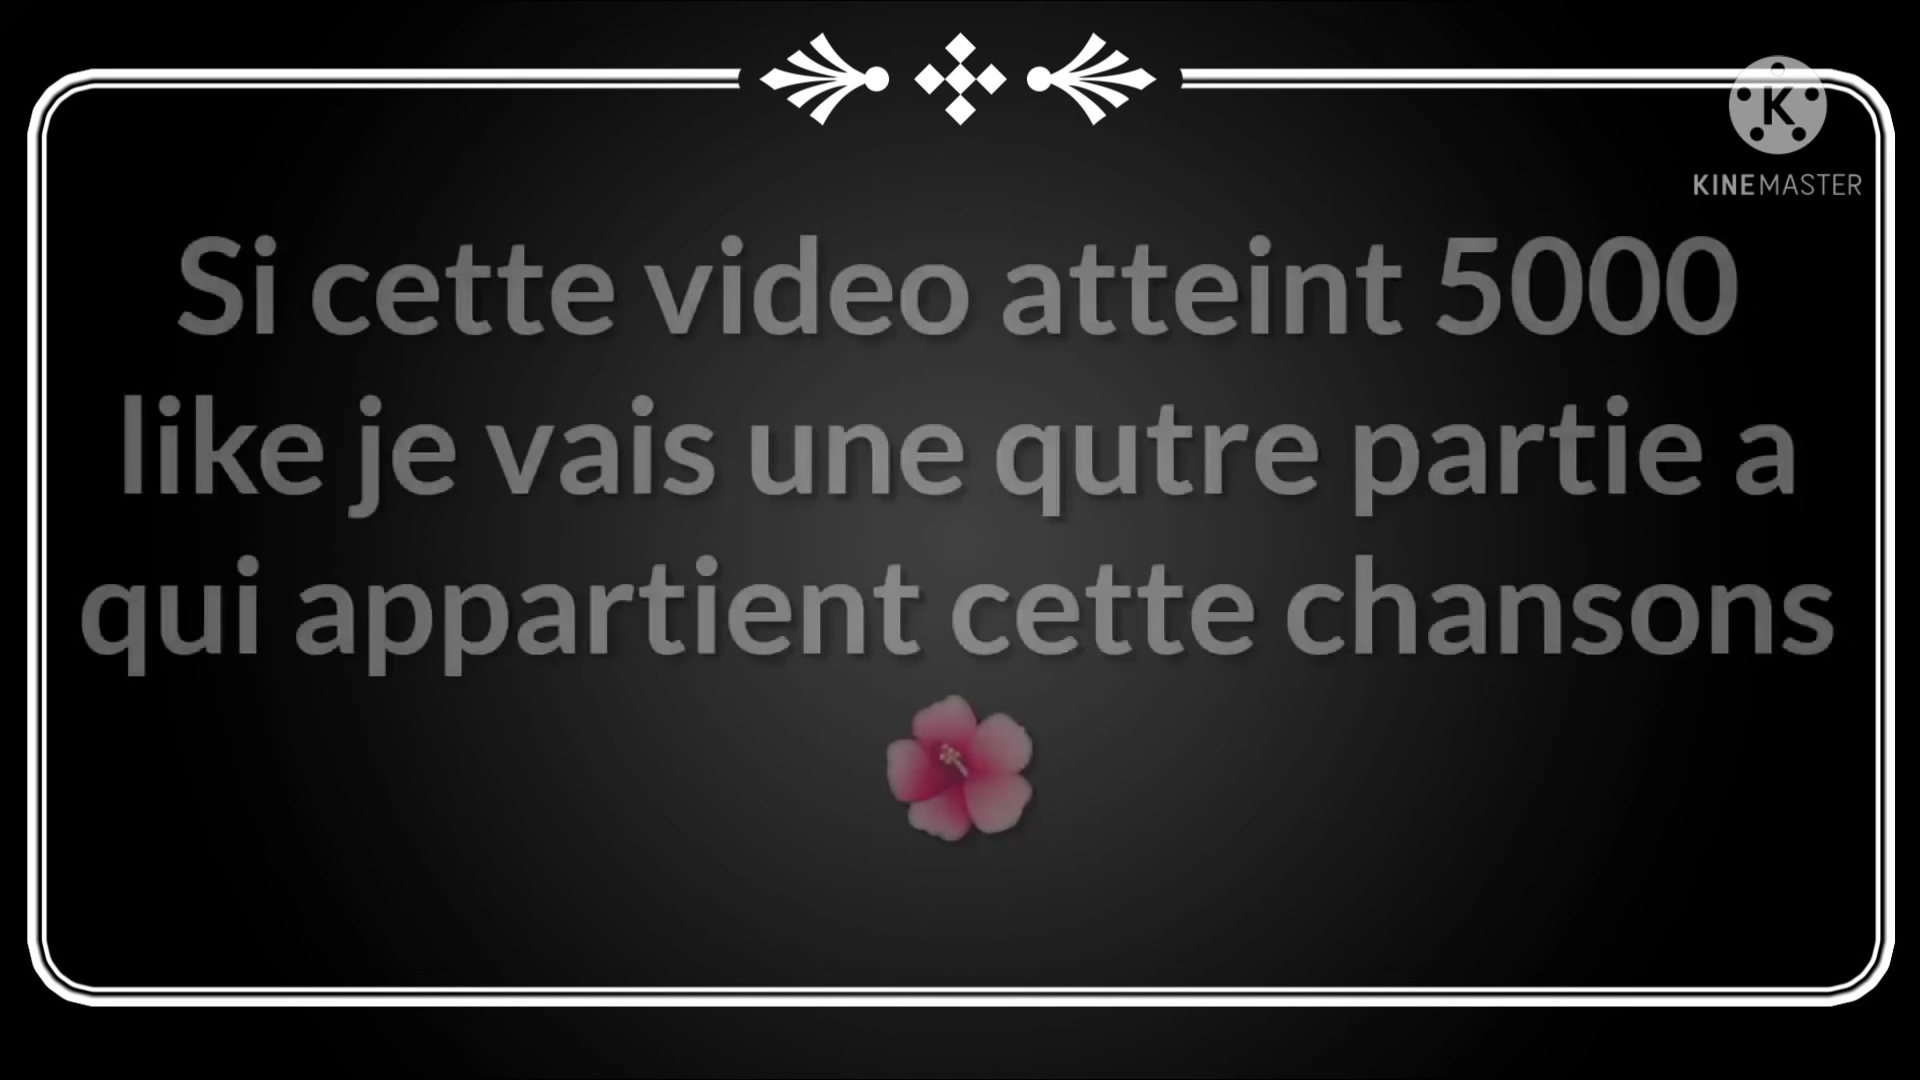 K
KINEMASTER
Si cette video atteint 5000
like je vais une qutre partie a
qui appartient cette chansons